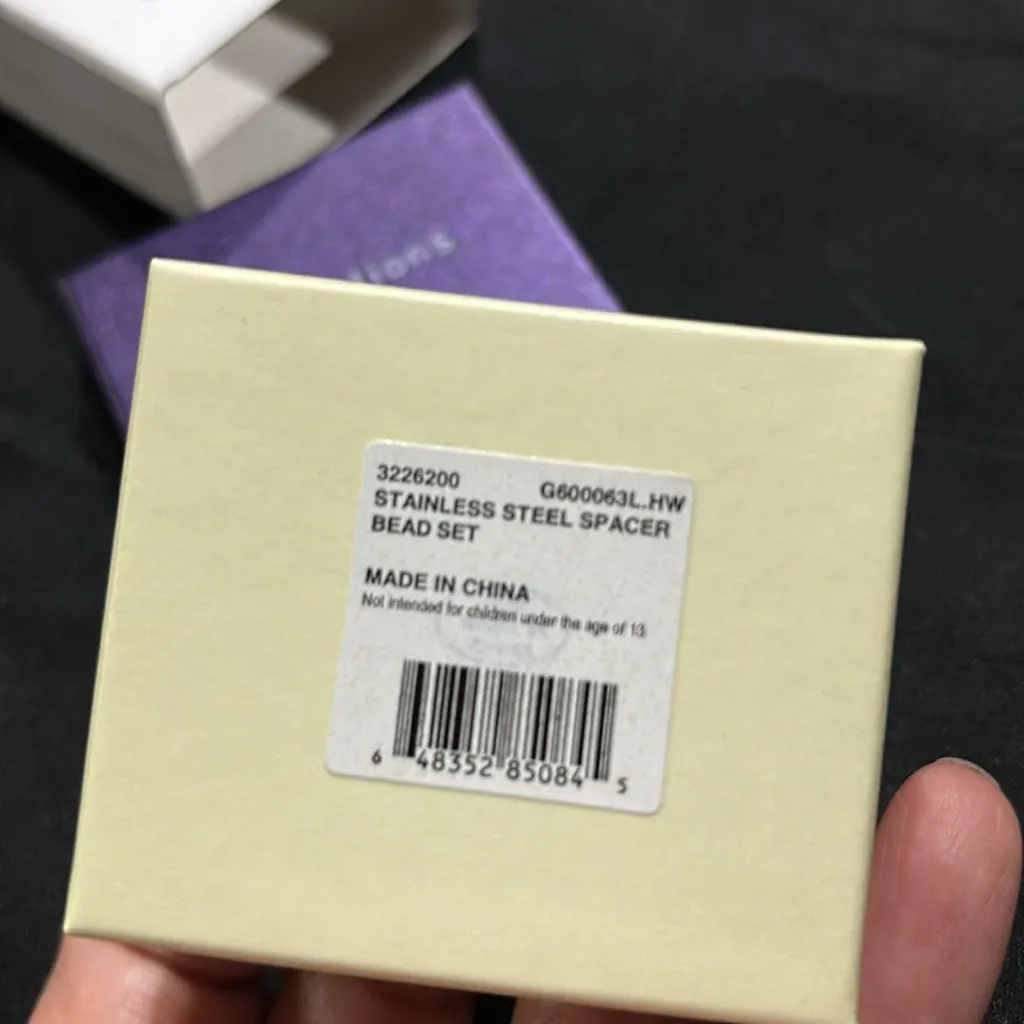 tions
3226200 G600063L.HW
STAINLESS STEEL SPACER
BEAD SET
MADE IN CHINA
Not intended for children under the age of 13
6 48352 85084 5